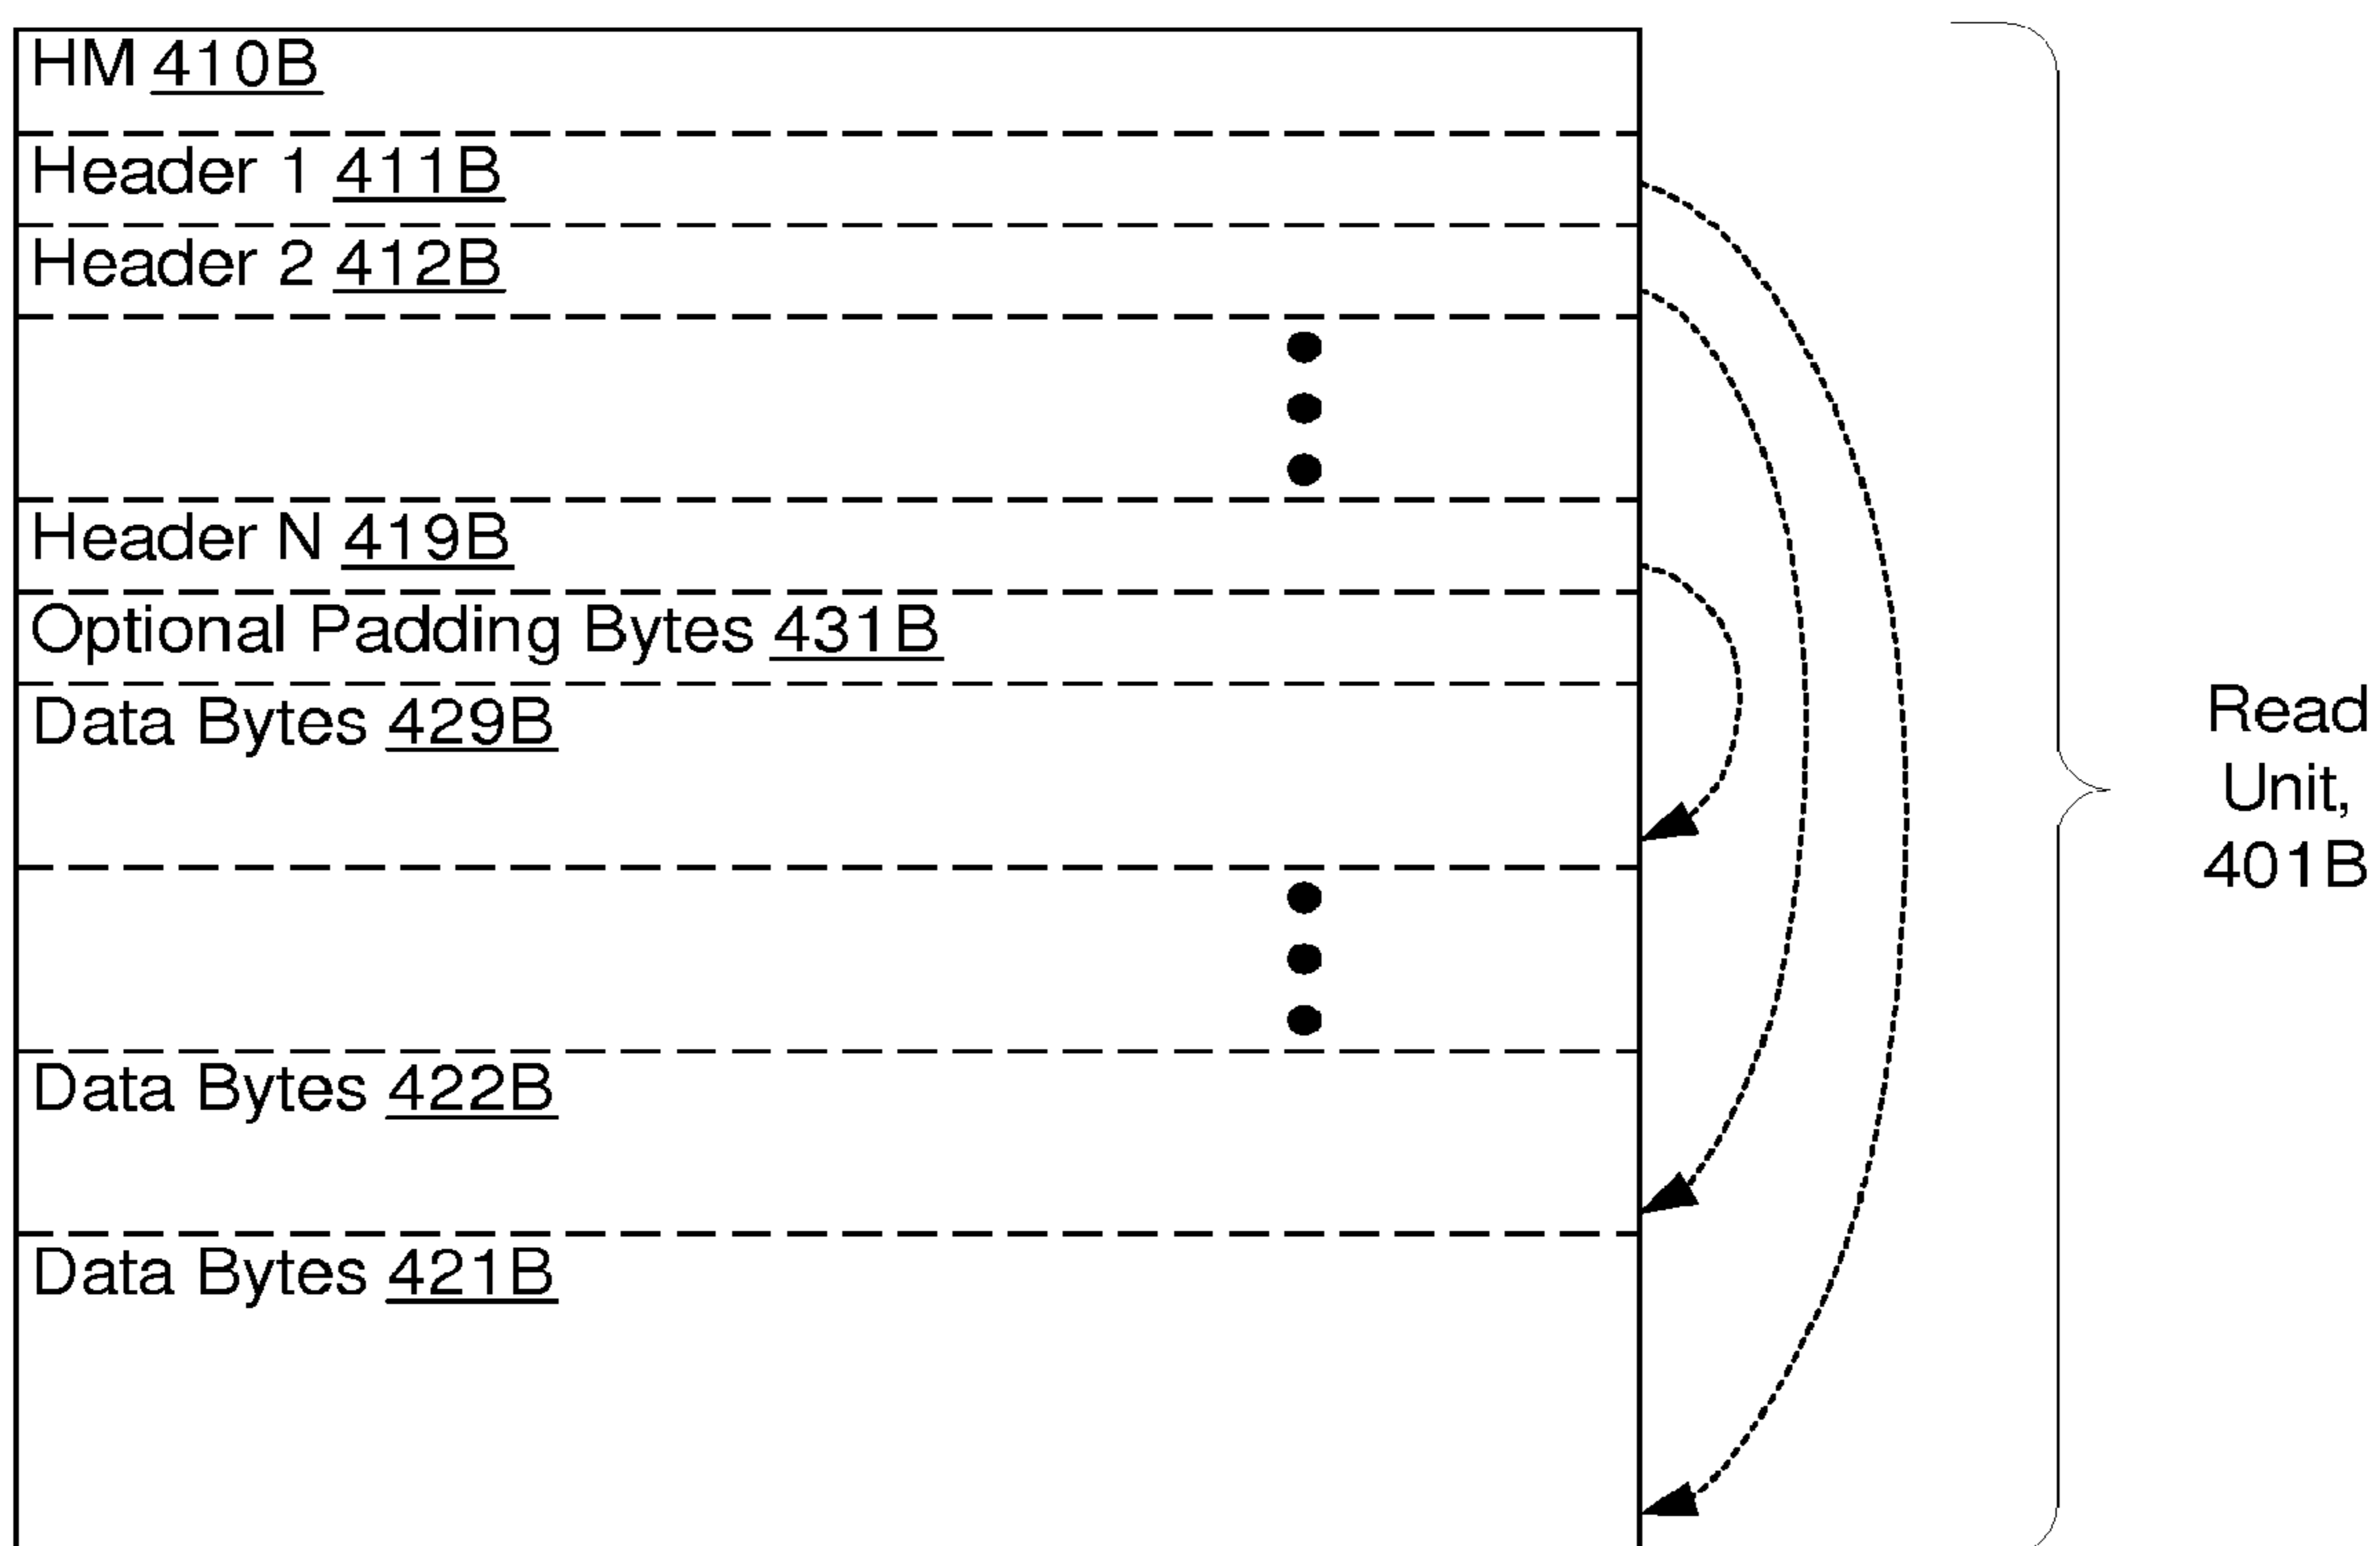 HM 410B
Header 1 411B
Header 2 412B
Header N 419B
Optional Padding Bytes 431B
Data Bytes 429B
Data Bytes 422B
Data Bytes 421B
Read
Unit,
401B